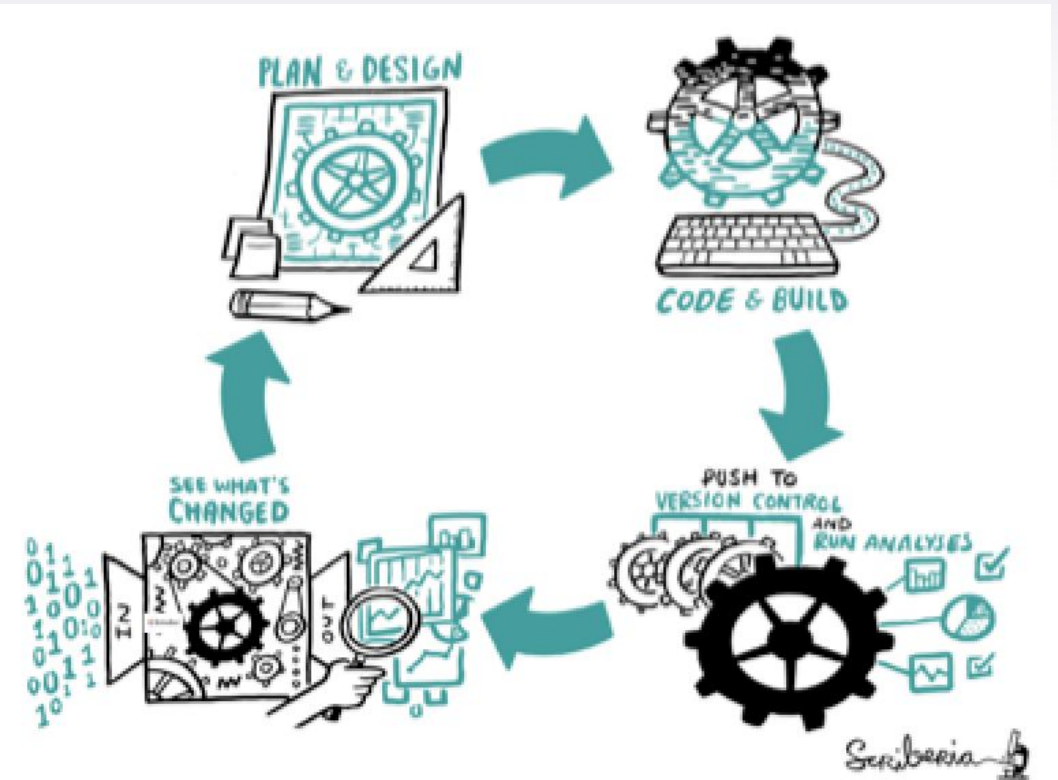 PLAN & DESIGN
CODE & BUILD
PUSH TO
VERSION CONTROL
AND
RUN ANALYSES
SEE WHAT'S
CHANGED
IN
OUT
Scriberia